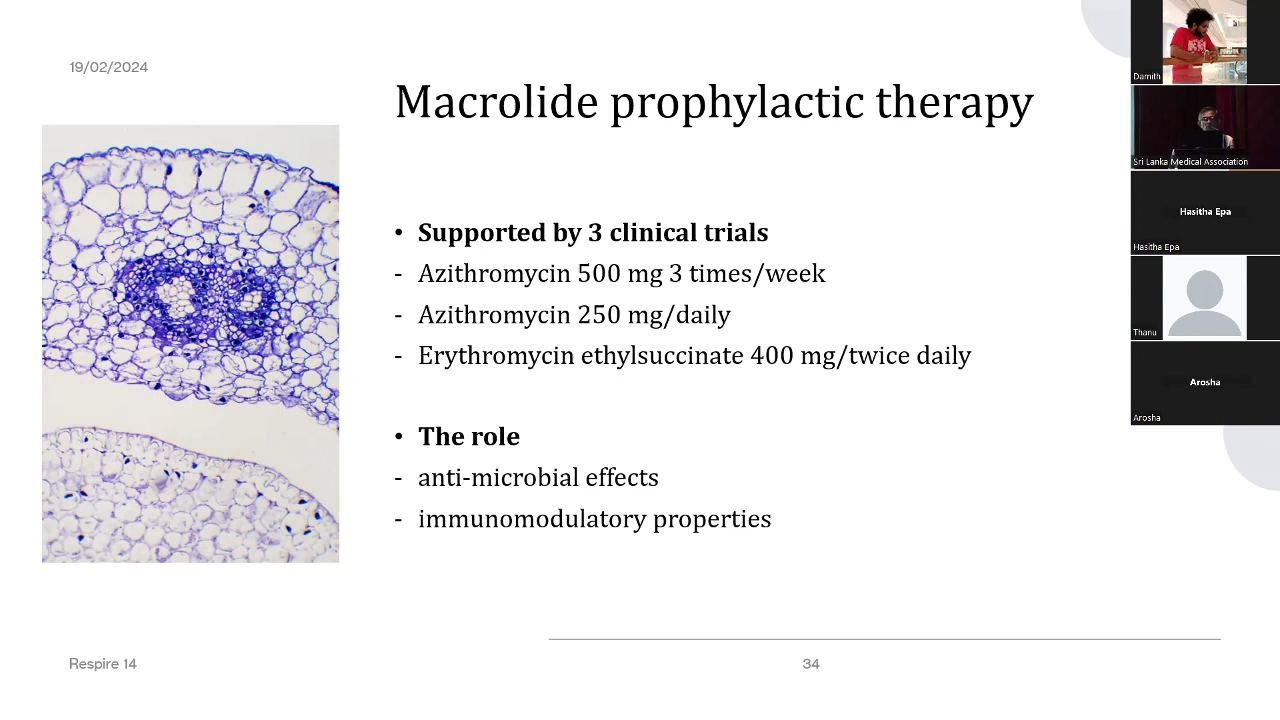 19/02/2024
Macrolide prophylactic therapy
• Supported by 3 clinical trials
- Azithromycin 500 mg 3 times/week
- Azithromycin 250 mg/daily
- Erythromycin ethylsuccinate 400 mg/twice daily
• The role
- anti-microbial effects
- immunomodulatory properties
Respire 14
34
Damith
Sri Lanka Medical Association
Hasitha Epa
Hasitha Epa
Thanu
Arosha
Arosha